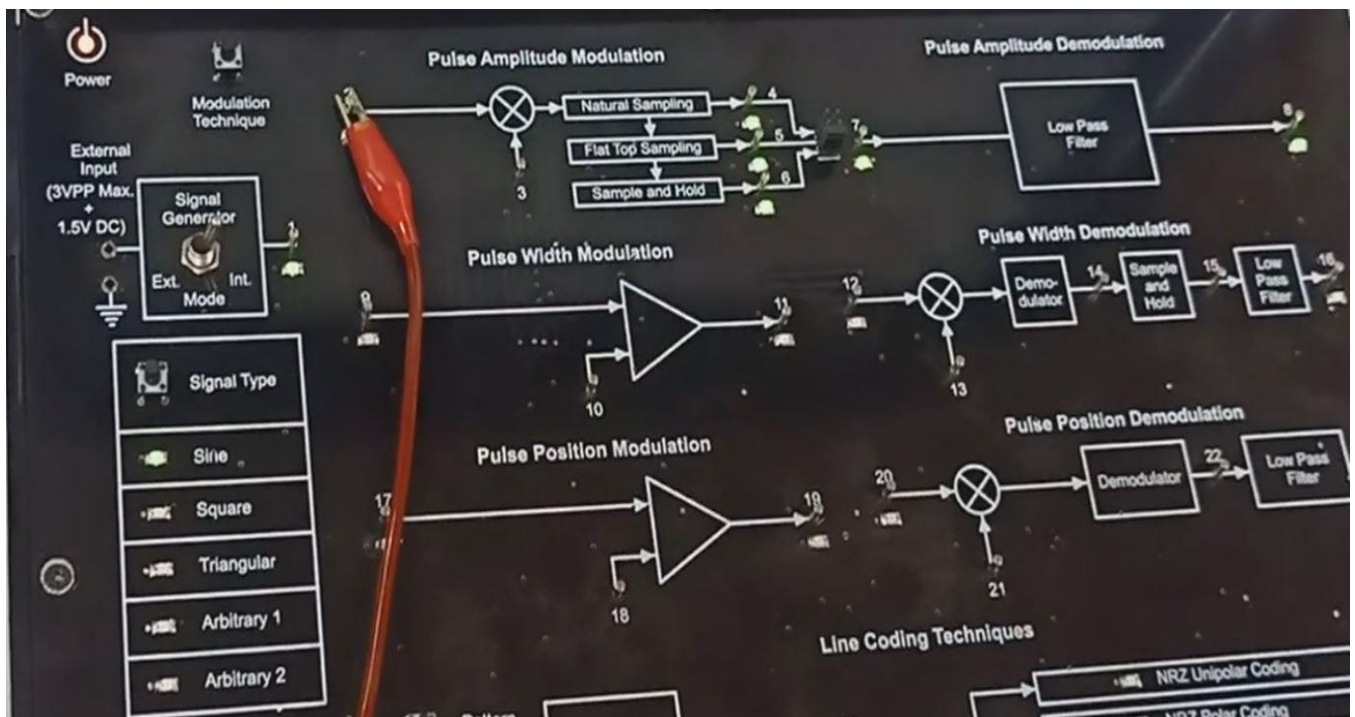 Power
Modulation
Technique
Pulse Amplitude Modulation
Pulse Amplitude Demodulation
2
Natural Sampling
4
Flat Top Sampling
5
Sample and Hold
6
3
7
Low Pass
Filter
8
External
Input
(3VPP Max.
+
1.5V DC)
Signal
Generator
Ext.
Int.
Mode
1
Pulse Width Modulation
9
10
11
Pulse Width Demodulation
12
13
Demo-
dulator
14
Sample
and
Hold
15
Low
Pass
Filter
16
Signal Type
Sine
Square
Triangular
Arbitrary 1
Arbitrary 2
Pulse Position Modulation
17
18
19
Pulse Position Demodulation
20
21
Demodulator
22
Low Pass
Filter
Line Coding Techniques
NRZ Unipolar Coding
NRZ Polar Coding